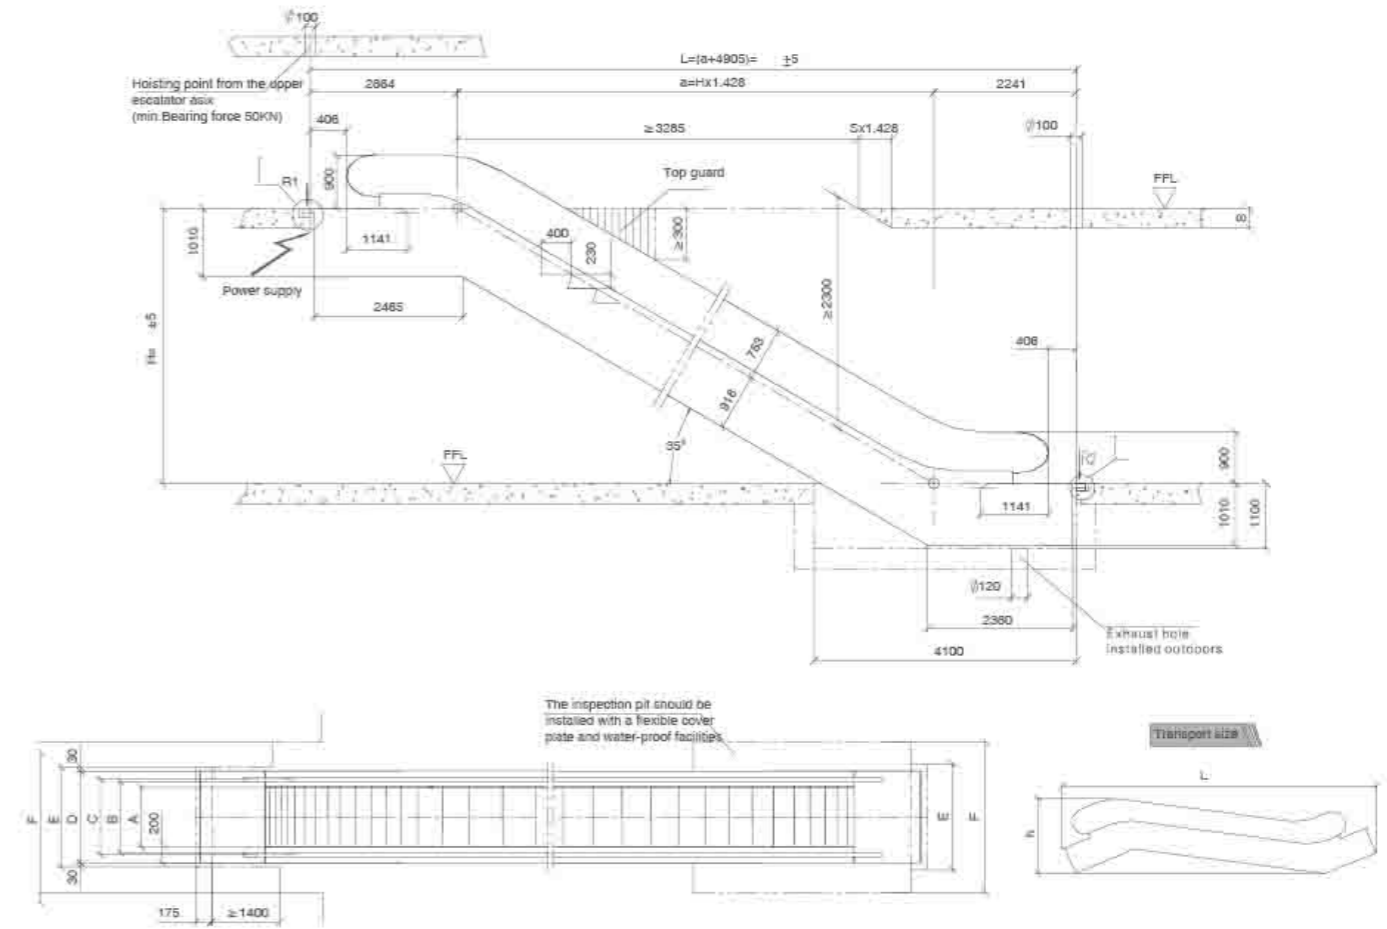 ∅100
L=(a+4905)= ±5
Hoisting point from the upper
escalator asix
(min.Bearing force 50KN)
2664
a=Hx1.428
2241
406
≥3285
Sx1.428
∅100
R1
900
Top guard
FFL
1010
1141
400
230
≥300
S
Power supply
2465
≥2300
±5
763
916
406
35°
FFL
900
1141
1010
1100
∅120
2360
Exhaust hole
installed outdoors
4100
The inspection pit should be
installed with a flexible cover
plate and water-proof facilities
Transport size
L
h
30
F
E
D
C
B
A
200
E
F
30
175
≥1400